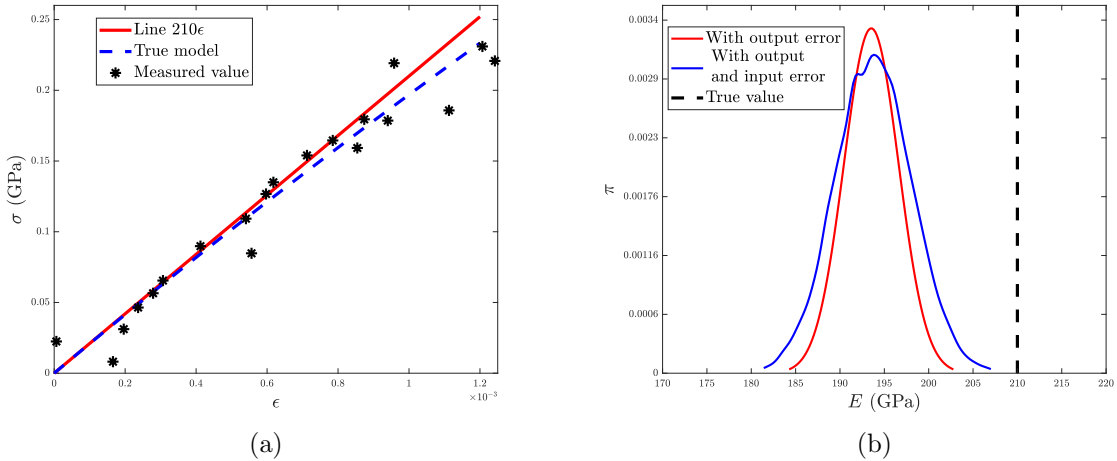 Line 210ϵ
True model
Measured value
σ (GPa)
0.25
0.2
0.15
0.1
0.05
0
0 0.2 0.4 0.6 0.8 1 1.2
×10⁻³
ϵ
(a)
With output error
With output
and input error
True value
π
0.0034
0.0029
0.0023
0.00176
0.00116
0.0006
0
170 175 180 185 190 195 200 205 210 215 220
E (GPa)
(b)